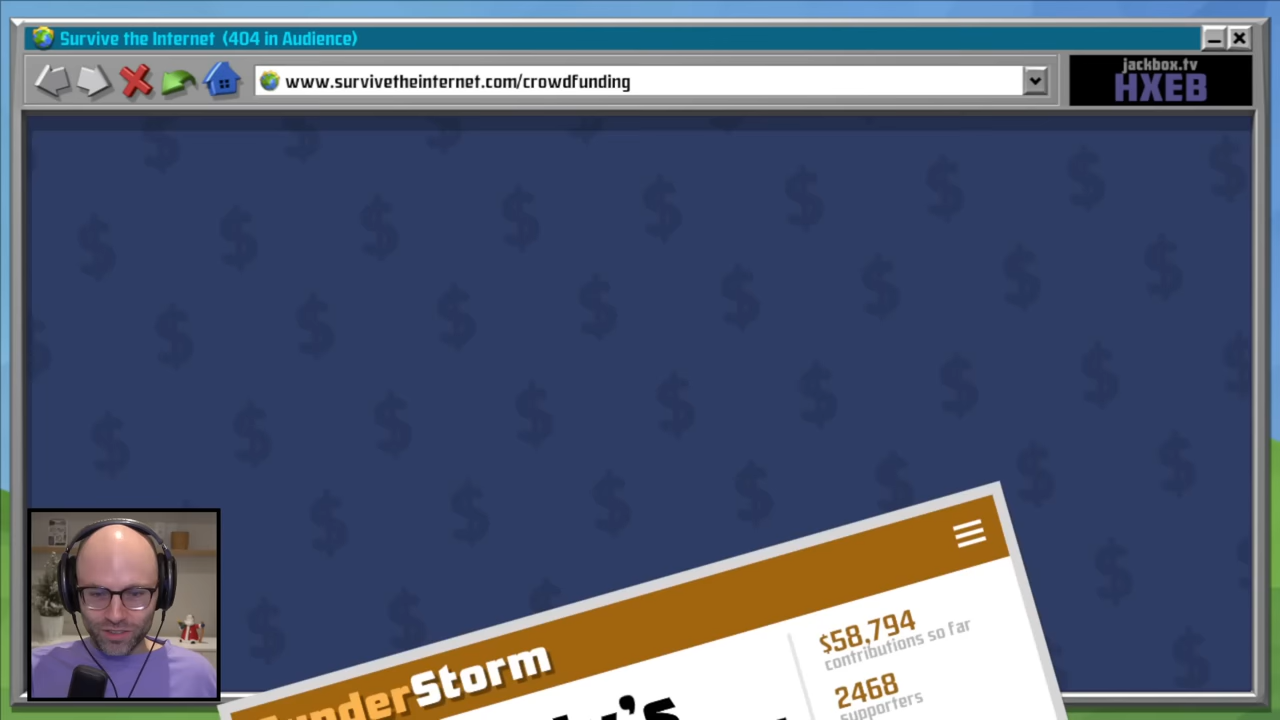 Survive the Internet (404 in Audience)
www.survivetheinternet.com/crowdfunding
jackbox.tv
HXEB
$58,794
contributions so far
2468
supporters